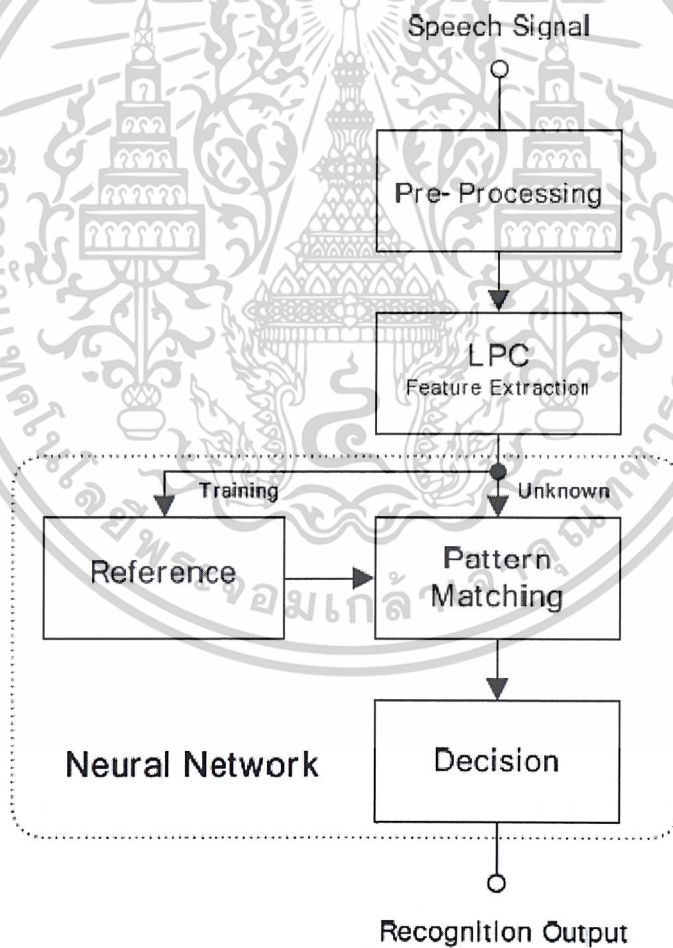 Speech Signal
Pre- Processing
LPC
Feature Extraction
Training
Unknown
Reference
Pattern
Matching
Neural Network
Decision
Recognition Output